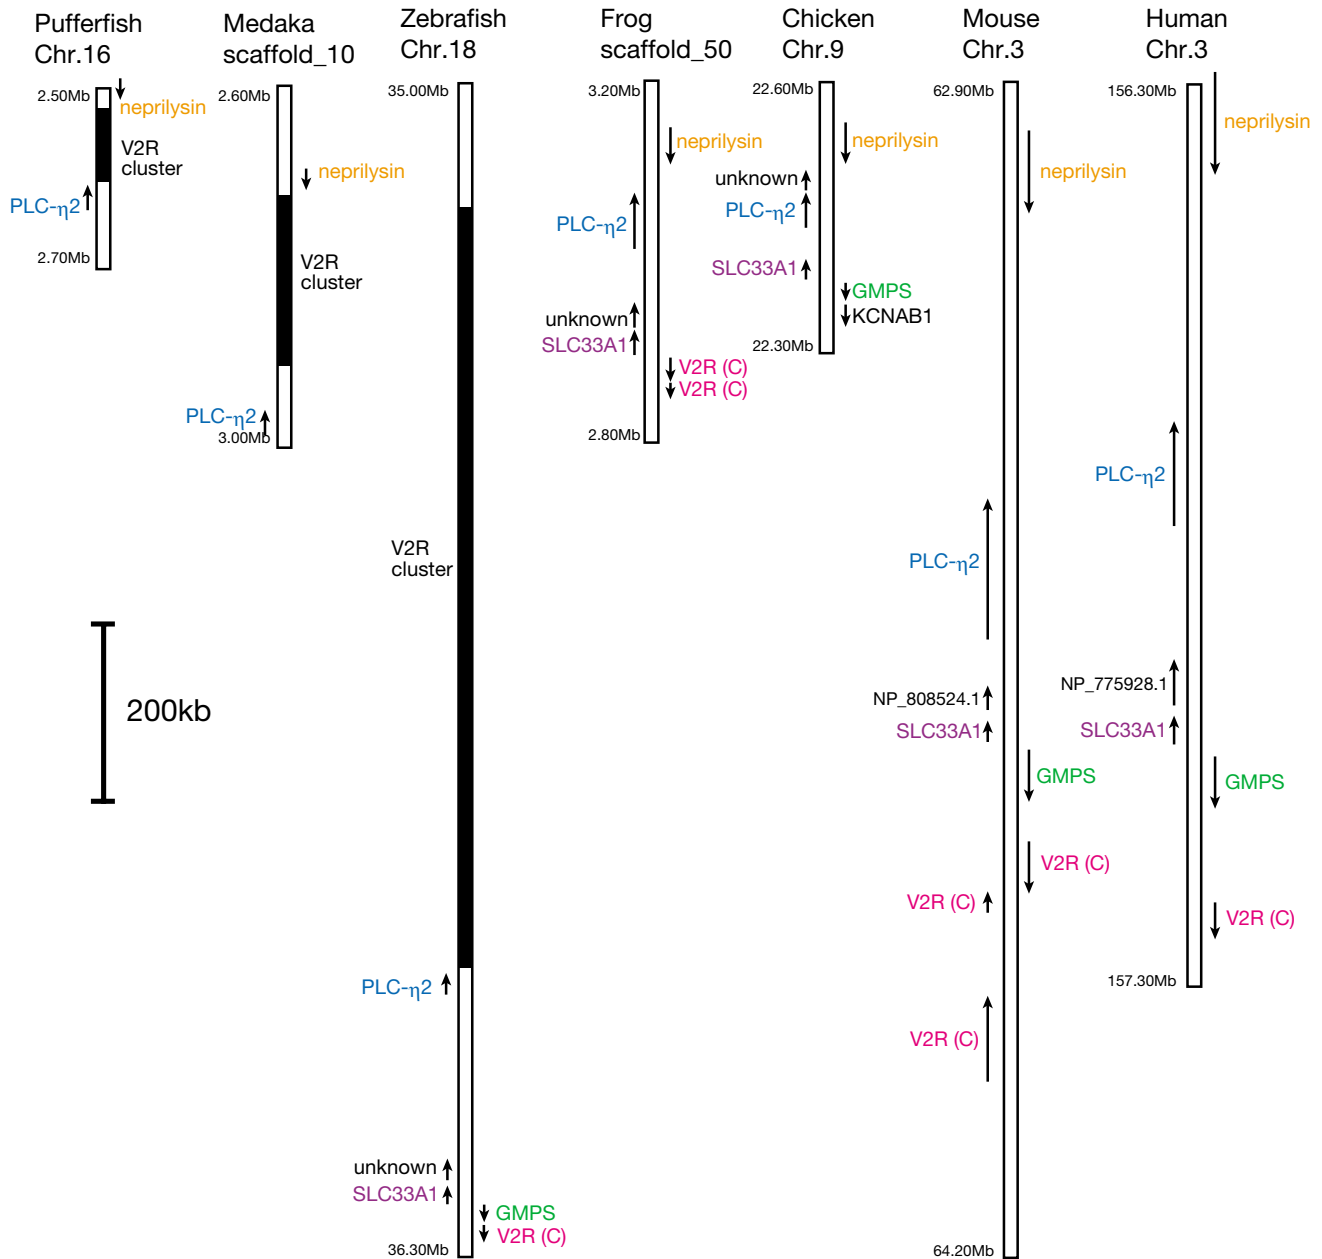 Pufferfish
Chr.16
2.50Mb
neprilysin
V2R
cluster
PLC-η2
2.70Mb
Medaka
scaffold_10
2.60Mb
neprilysin
V2R
cluster
PLC-η2
3.00Mb
Zebrafish
Chr.18
35.00Mb
V2R
cluster
PLC-η2
unknown
SLC33A1
GMPS
V2R (C)
36.30Mb
Frog
scaffold_50
3.20Mb
neprilysin
PLC-η2
unknown
SLC33A1
V2R (C)
V2R (C)
2.80Mb
Chicken
Chr.9
22.60Mb
neprilysin
unknown
PLC-η2
SLC33A1
GMPS
KCNAB1
22.30Mb
Mouse
Chr.3
62.90Mb
neprilysin
PLC-η2
NP_808524.1
SLC33A1
GMPS
V2R (C)
V2R (C)
V2R (C)
64.20Mb
Human
Chr.3
156.30Mb
neprilysin
PLC-η2
NP_775928.1
SLC33A1
GMPS
V2R (C)
157.30Mb
200kb